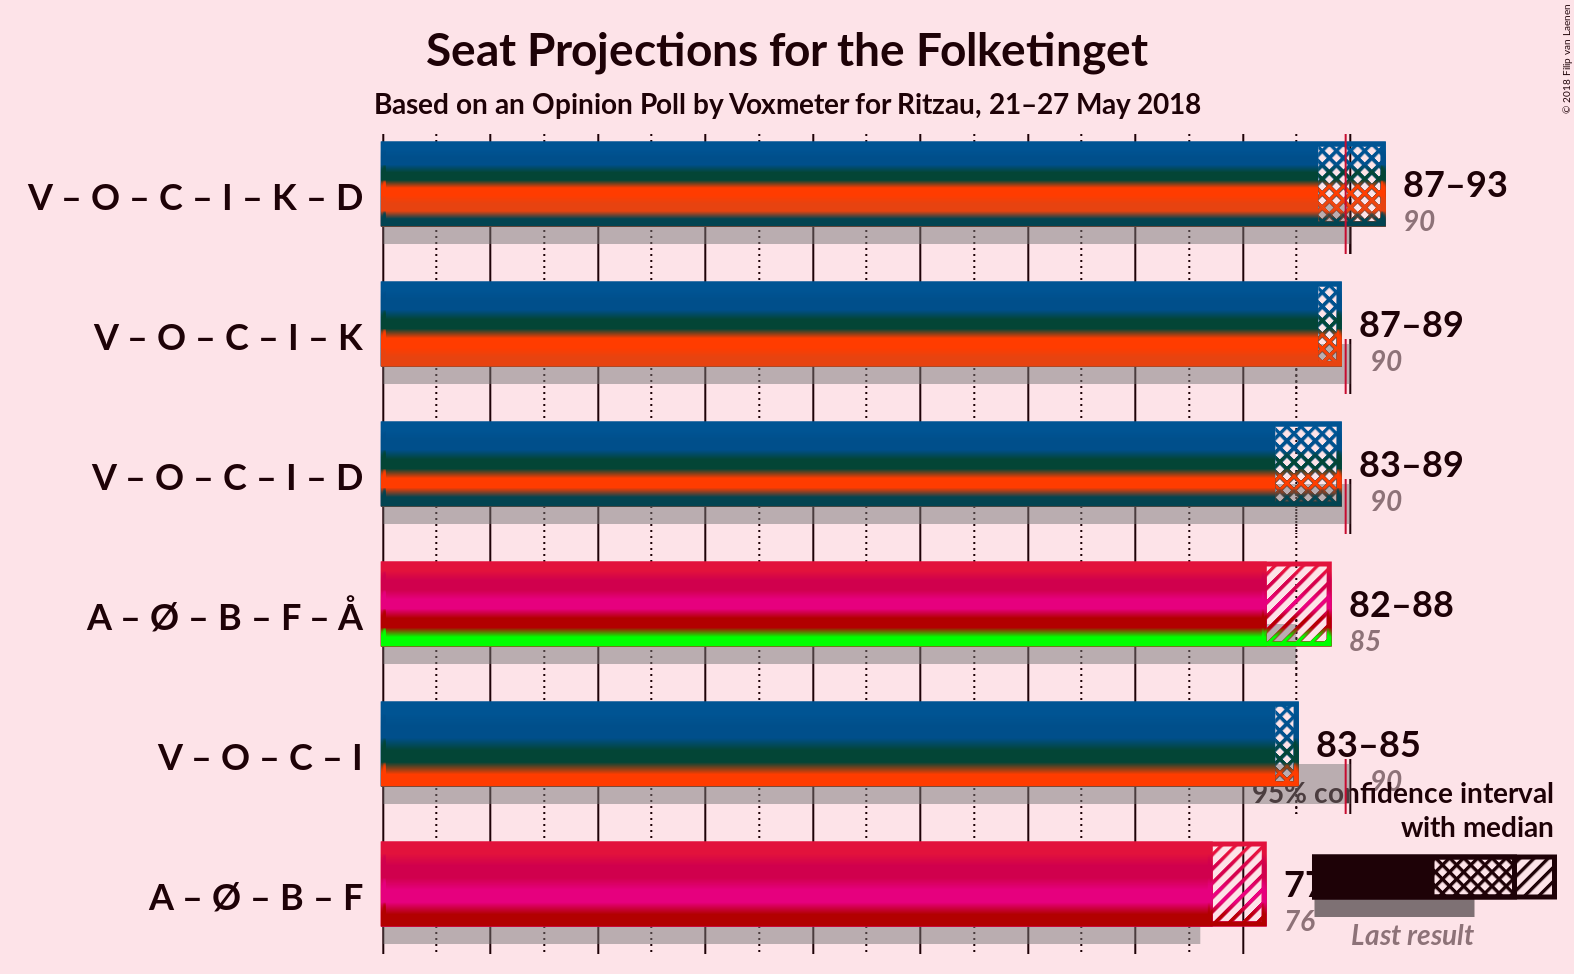 Seat Projections for the Folketinget
Based on an Opinion Poll by Voxmeter for Ritzau, 21–27 May 2018
© 2018 Filip van Laenen
V – O – C – I – K – D
87–93
90
V – O – C – I – K
87–89
90
V – O – C – I – D
83–89
90
A – Ø – B – F – Å
82–88
85
V – O – C – I
83–85
90
95% confidence interval
with median
A – Ø – B – F
76
Last result